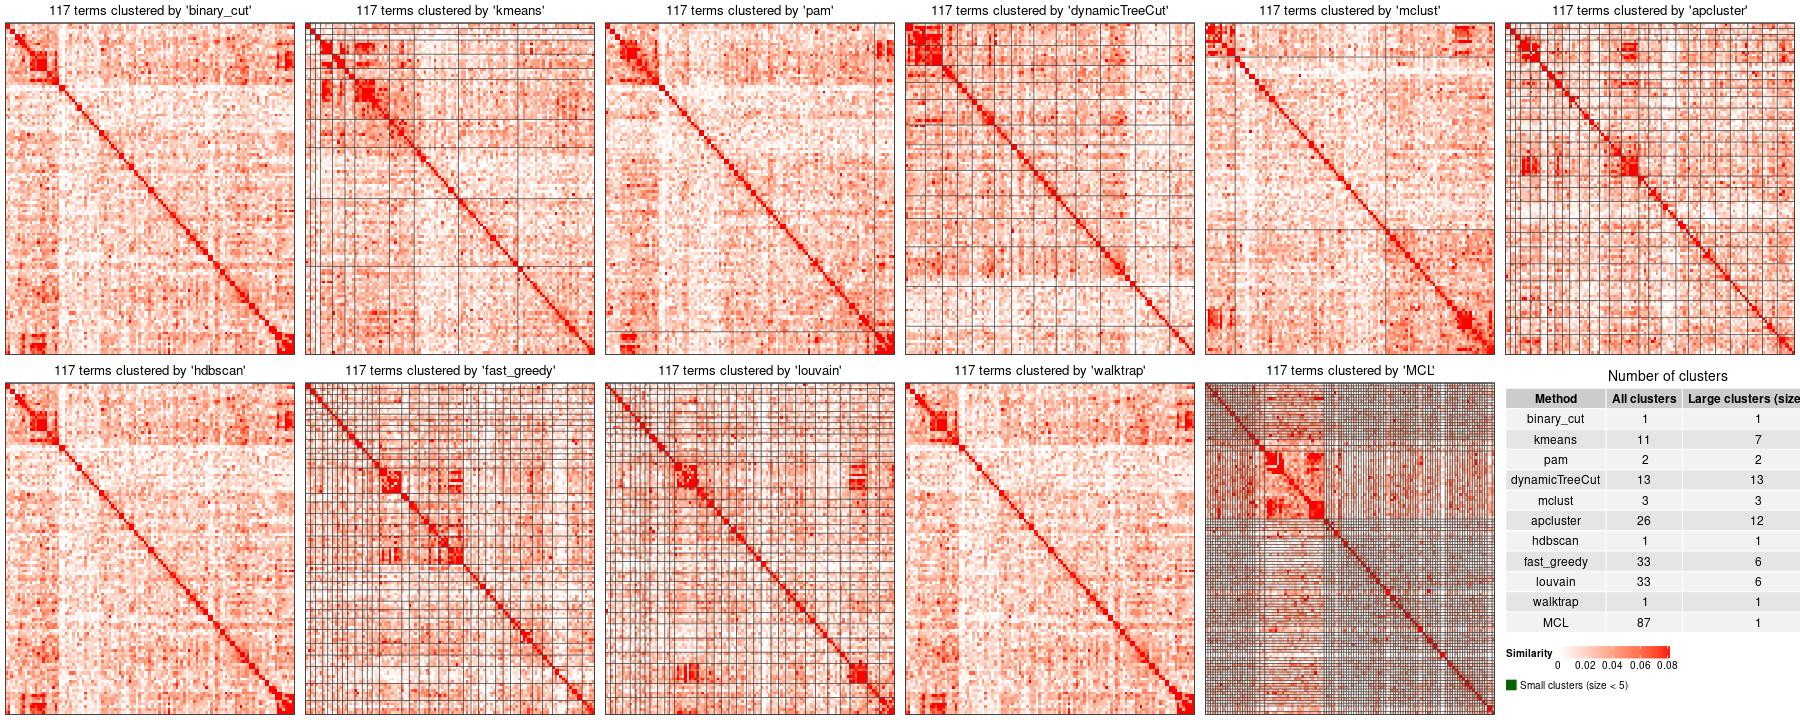 117 terms clustered by 'binary_cut'
117 terms clustered by 'kmeans'
117 terms clustered by 'pam'
117 terms clustered by 'dynamicTreeCut'
117 terms clustered by 'mclust'
117 terms clustered by 'apcluster'
117 terms clustered by 'hdbscan'
117 terms clustered by 'fast_greedy'
117 terms clustered by 'louvain'
117 terms clustered by 'walktrap'
117 terms clustered by 'MCL'
Number of clusters
Method All clusters Large clusters (size
binary_cut 1 1
kmeans 11 7
pam 2 2
dynamicTreeCut 13 13
mclust 3 3
apcluster 26 12
hdbscan 1 1
fast_greedy 33 6
louvain 33 6
walktrap 1 1
MCL 87 1
Similarity
0 0.02 0.04 0.06 0.08
Small clusters (size < 5)